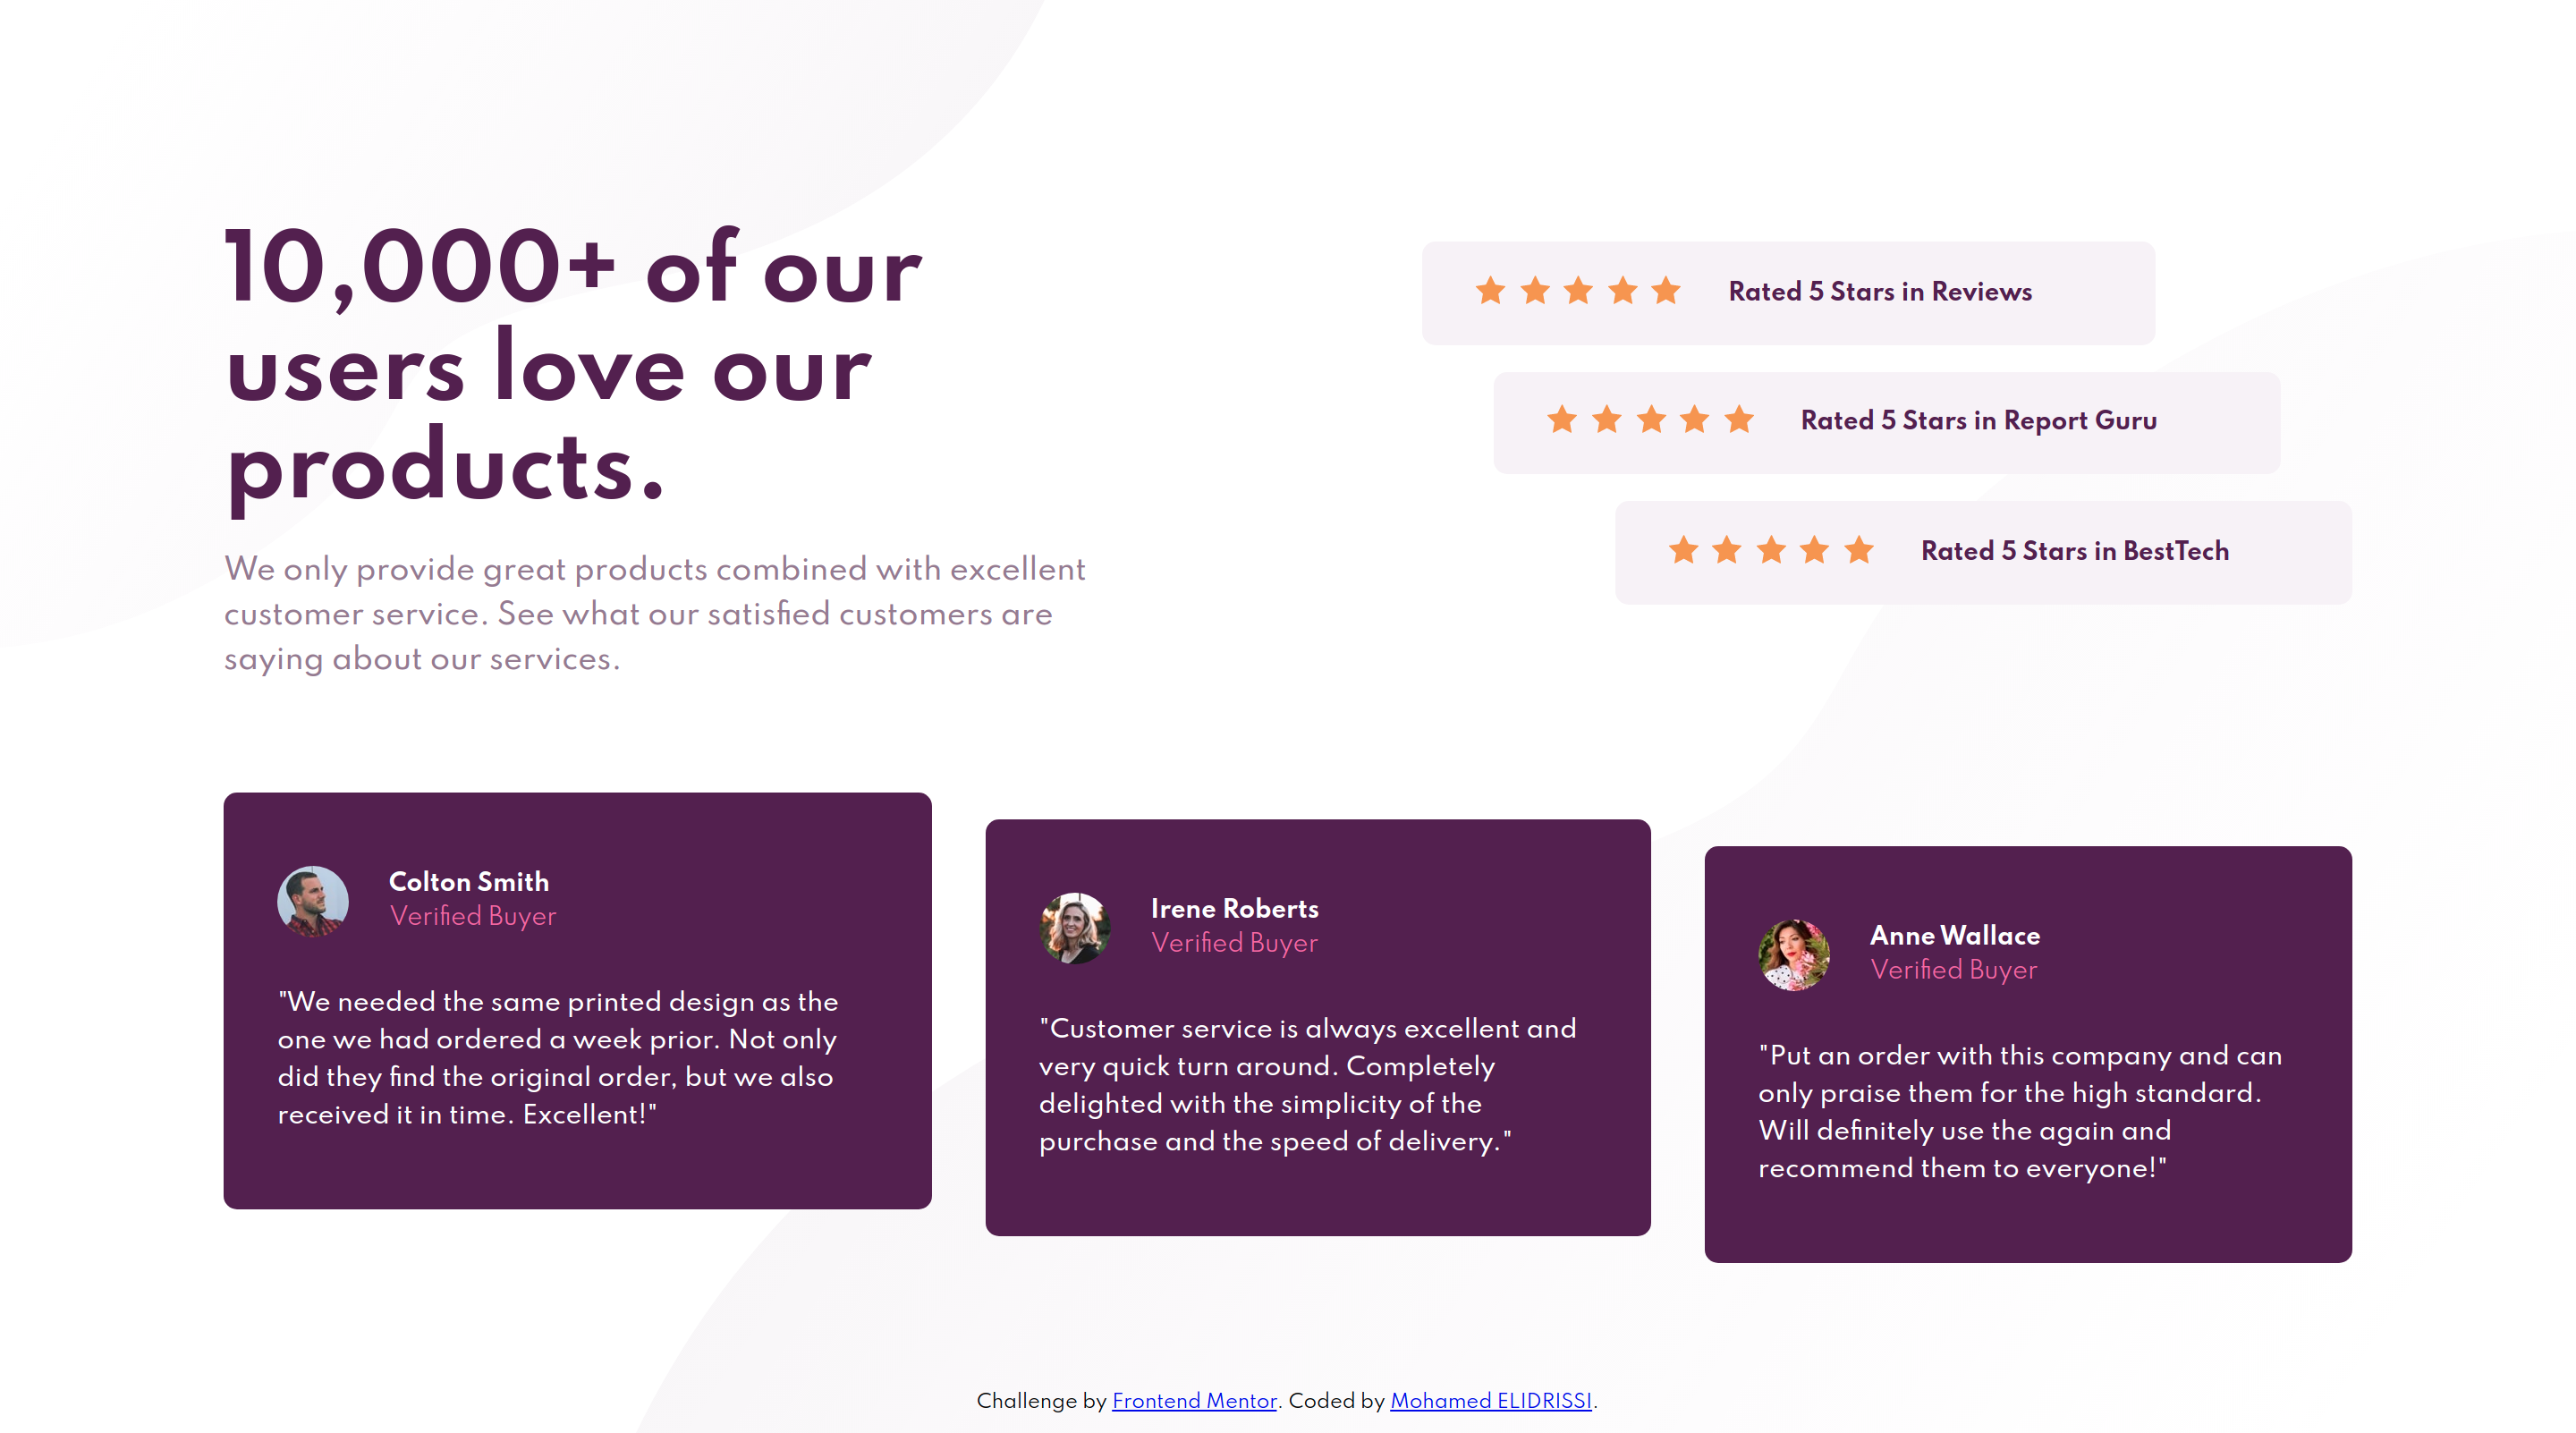 10,000+ of our
users love our
products.
We only provide great products combined with excellent
customer service. See what our satisfied customers are
saying about our services.
Rated 5 Stars in Reviews
Rated 5 Stars in Report Guru
Rated 5 Stars in BestTech
Colton Smith
Verified Buyer
"We needed the same printed design as the
one we had ordered a week prior. Not only
did they find the original order, but we also
received it in time. Excellent!"
Irene Roberts
Verified Buyer
"Customer service is always excellent and
very quick turn around. Completely
delighted with the simplicity of the
purchase and the speed of delivery."
Anne Wallace
Verified Buyer
"Put an order with this company and can
only praise them for the high standard.
Will definitely use the again and
recommend them to everyone!"
Challenge by Frontend Mentor. Coded by Mohamed ELIDRISSI.